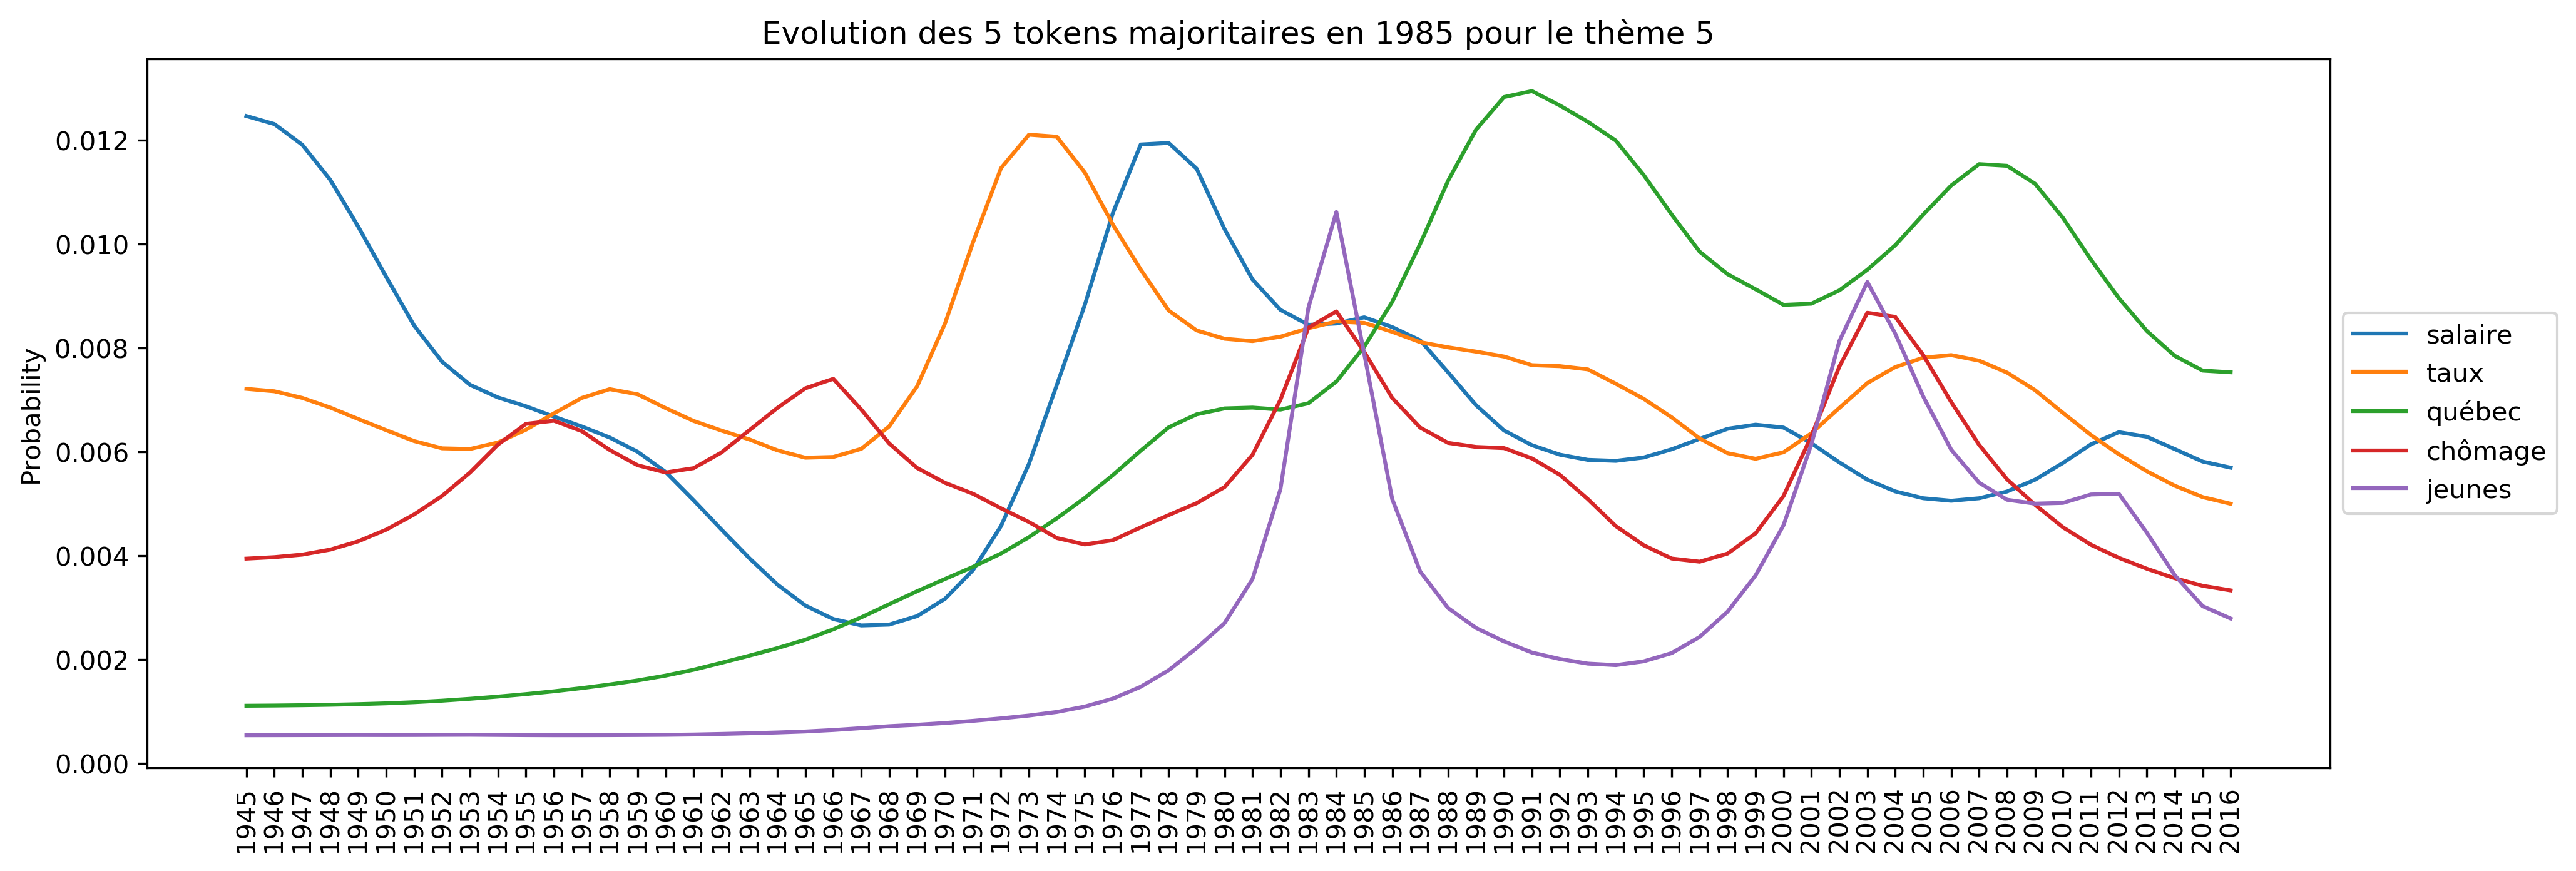 Evolution des 5 tokens majoritaires en 1985 pour le thème 5
Probability
0.012
0.010
0.008
0.006
0.004
0.002
0.000
1945 1946 1947 1948 1949 1950 1951 1952 1953 1954 1955 1956 1957 1958 1959 1960 1961 1962 1963 1964 1965 1966 1967 1968 1969 1970 1971 1972 1973 1974 1975 1976 1977 1978 1979 1980 1981 1982 1983 1984 1985 1986 1987 1988 1989 1990 1991 1992 1993 1994 1995 1996 1997 1998 1999 2000 2001 2002 2003 2004 2005 2006 2007 2008 2009 2010 2011 2012 2013 2014 2015 2016
salaire
taux
québec
chômage
jeunes